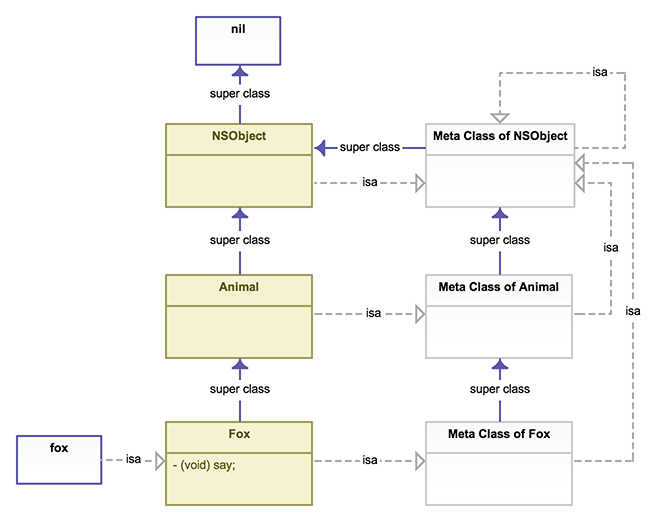 nil
isa
super class
NSObject
Meta Class of NSObject
super class
isa
super class
super class
isa
Animal
Meta Class of Animal
isa
isa
super class
super class
Fox
Meta Class of Fox
fox
isa
- (void) say;
isa